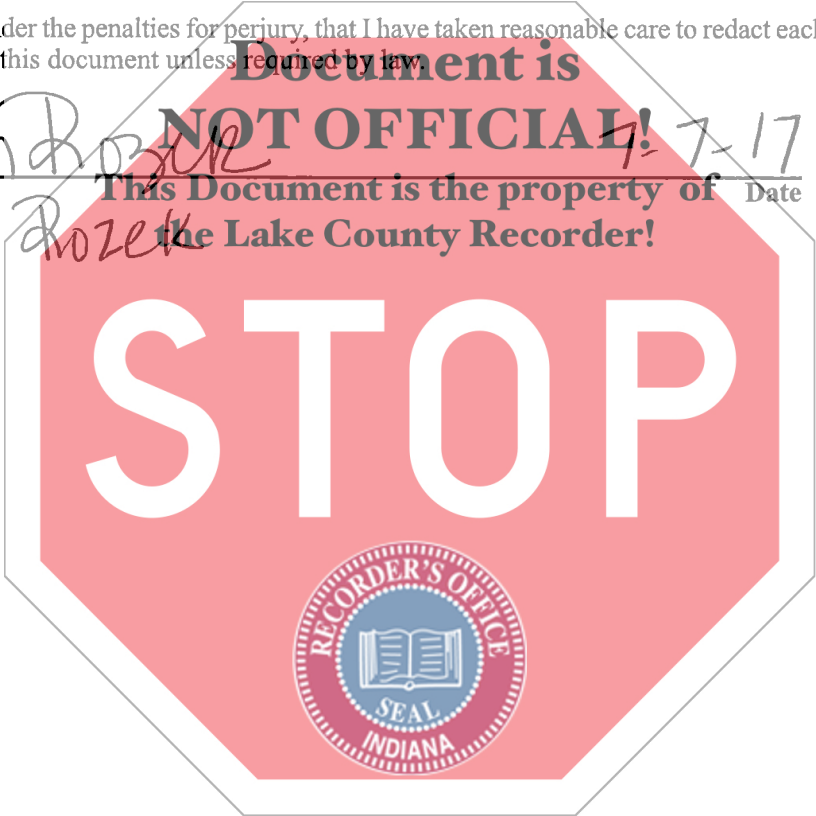 der the penalties for perjury, that I have taken reasonable care to redact each
this document unless required by law.
Document is
NOT OFFICIAL!
Rozek 7-7-17
This Document is the property of
Date
Rozek
the Lake County Recorder!
STOP
RECORDER'S OFFICE
SEAL
INDIANA